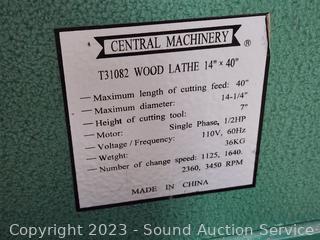 CENTRAL MACHINERY ®
T31082 WOOD LATHE 14" x 40"
— Maximum length of cutting feed: 40"
— Maximum diameter: 14-1/4"
— Height of cutting tool: 7"
— Motor: Single Phase, 1/2HP
— Voltage / Frequency: 110V, 60Hz
— Wetght: 36KG
— Number of change speed: 1125, 1640.
2360, 3450 RPM
MADE IN CHINA
Copyright 2023 - Sound Auction Service -